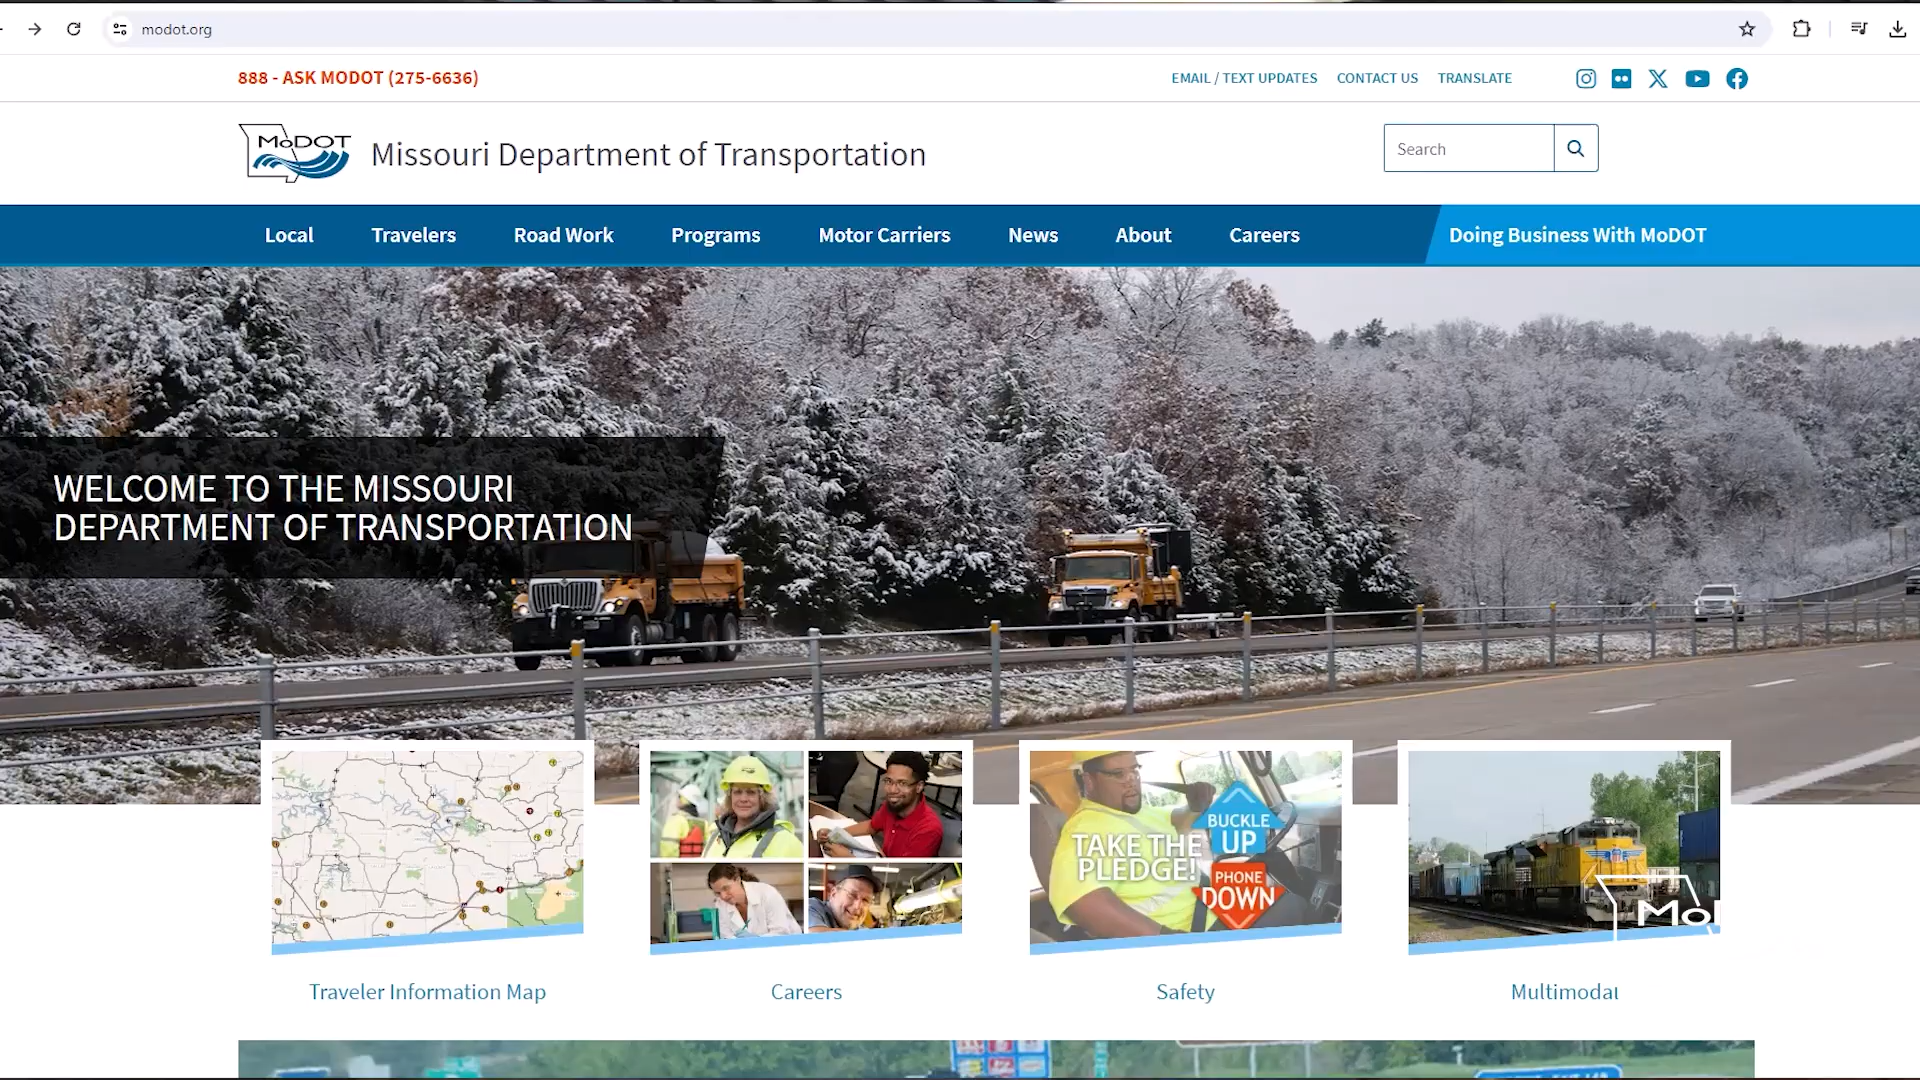 modot.org
888 - ASK MODOT (275-6636)
EMAIL / TEXT UPDATES
CONTACT US
TRANSLATE
MoDOT
Missouri Department of Transportation
Search
Local
Travelers
Road Work
Programs
Motor Carriers
News
About
Careers
Doing Business With MoDOT
WELCOME TO THE MISSOURI
DEPARTMENT OF TRANSPORTATION
TAKE THE
PLEDGE!
BUCKLE
UP
PHONE
DOWN
Traveler Information Map
Careers
Safety
Multimodal